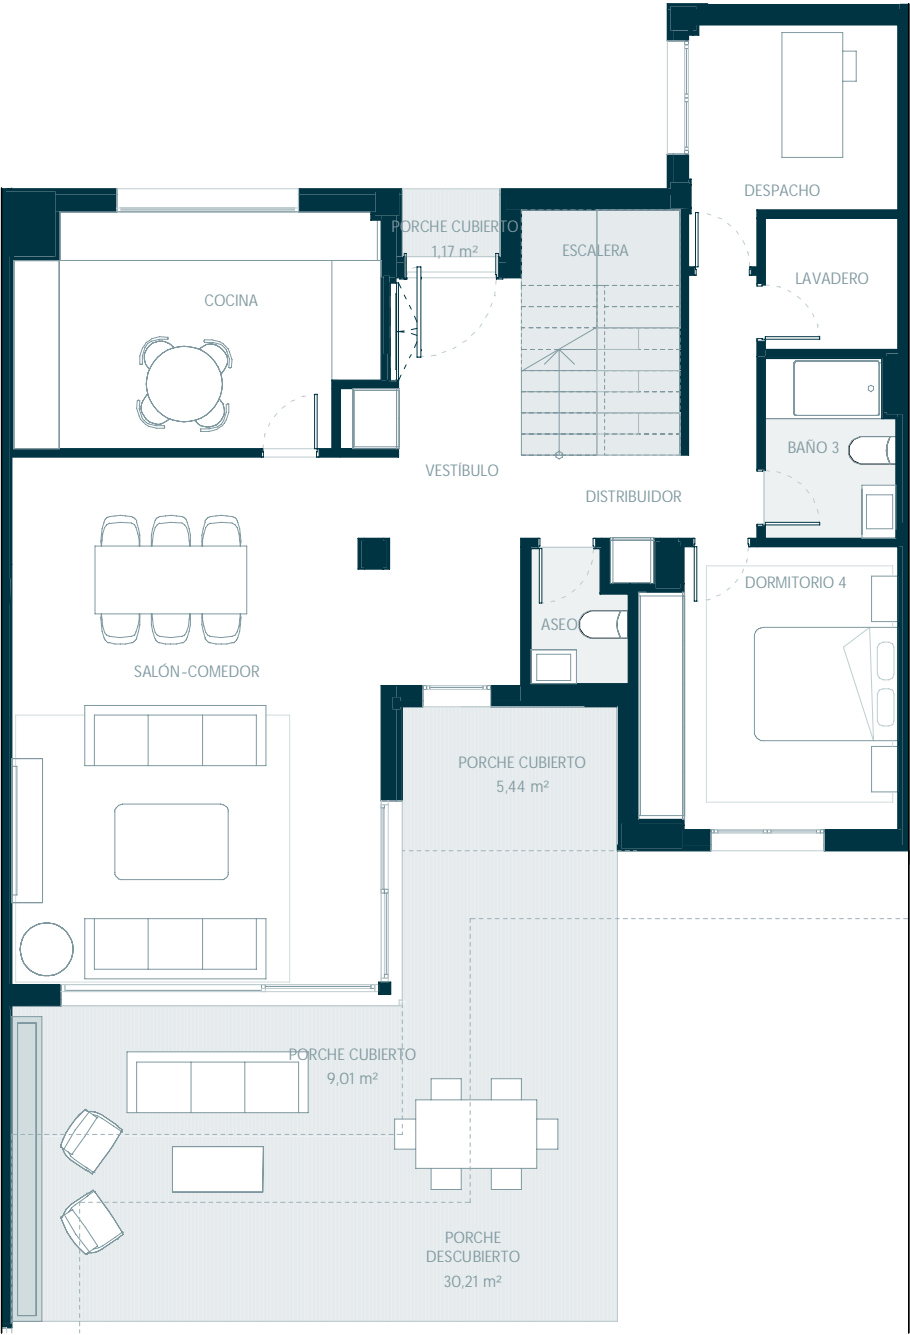 DESPACHO
PORCHE CUBIERTO
1,17 m²
ESCALERA
LAVADERO
COCINA
BAÑO 3
VESTÍBULO
DISTRIBUIDOR
DORMITORIO 4
ASEO
SALÓN-COMEDOR
PORCHE CUBIERTO
5,44 m²
PORCHE CUBIERTO
9,01 m²
PORCHE
DESCUBIERTO
30,21 m²